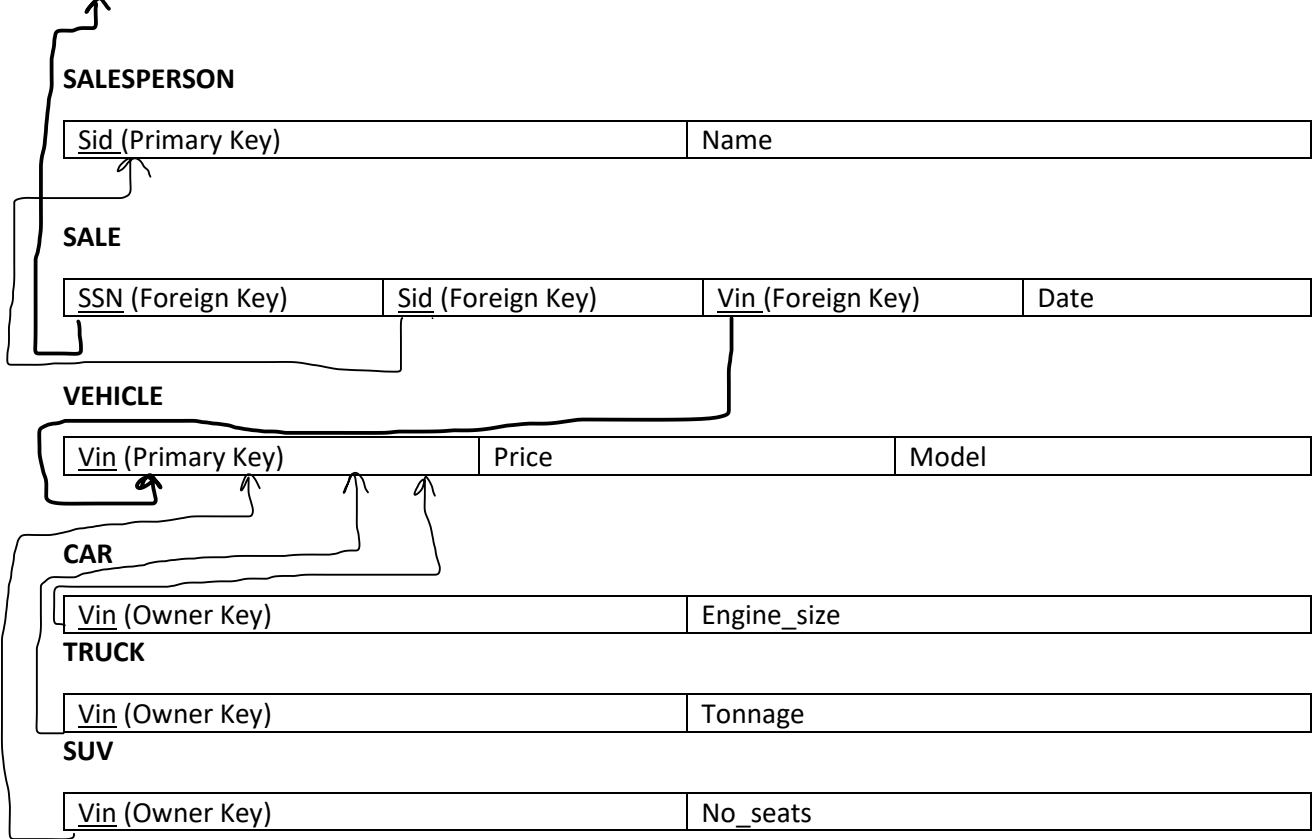 SALESPERSON
Sid (Primary Key) Name
SALE
SSN (Foreign Key) Sid (Foreign Key) Vin (Foreign Key) Date
VEHICLE
Vin (Primary Key) Price Model
CAR
Vin (Owner Key) Engine_size
TRUCK
Vin (Owner Key) Tonnage
SUV
Vin (Owner Key) No_seats